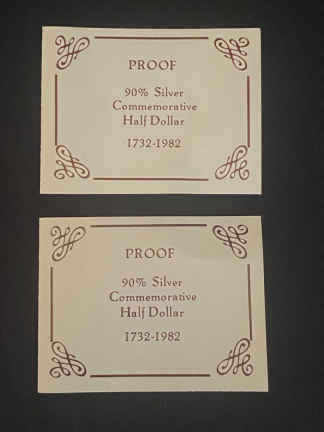 PROOF
90% Silver
Commemorative
Half Dollar
1732-1982
PROOF
90% Silver
Commemorative
Half Dollar
1732-1982